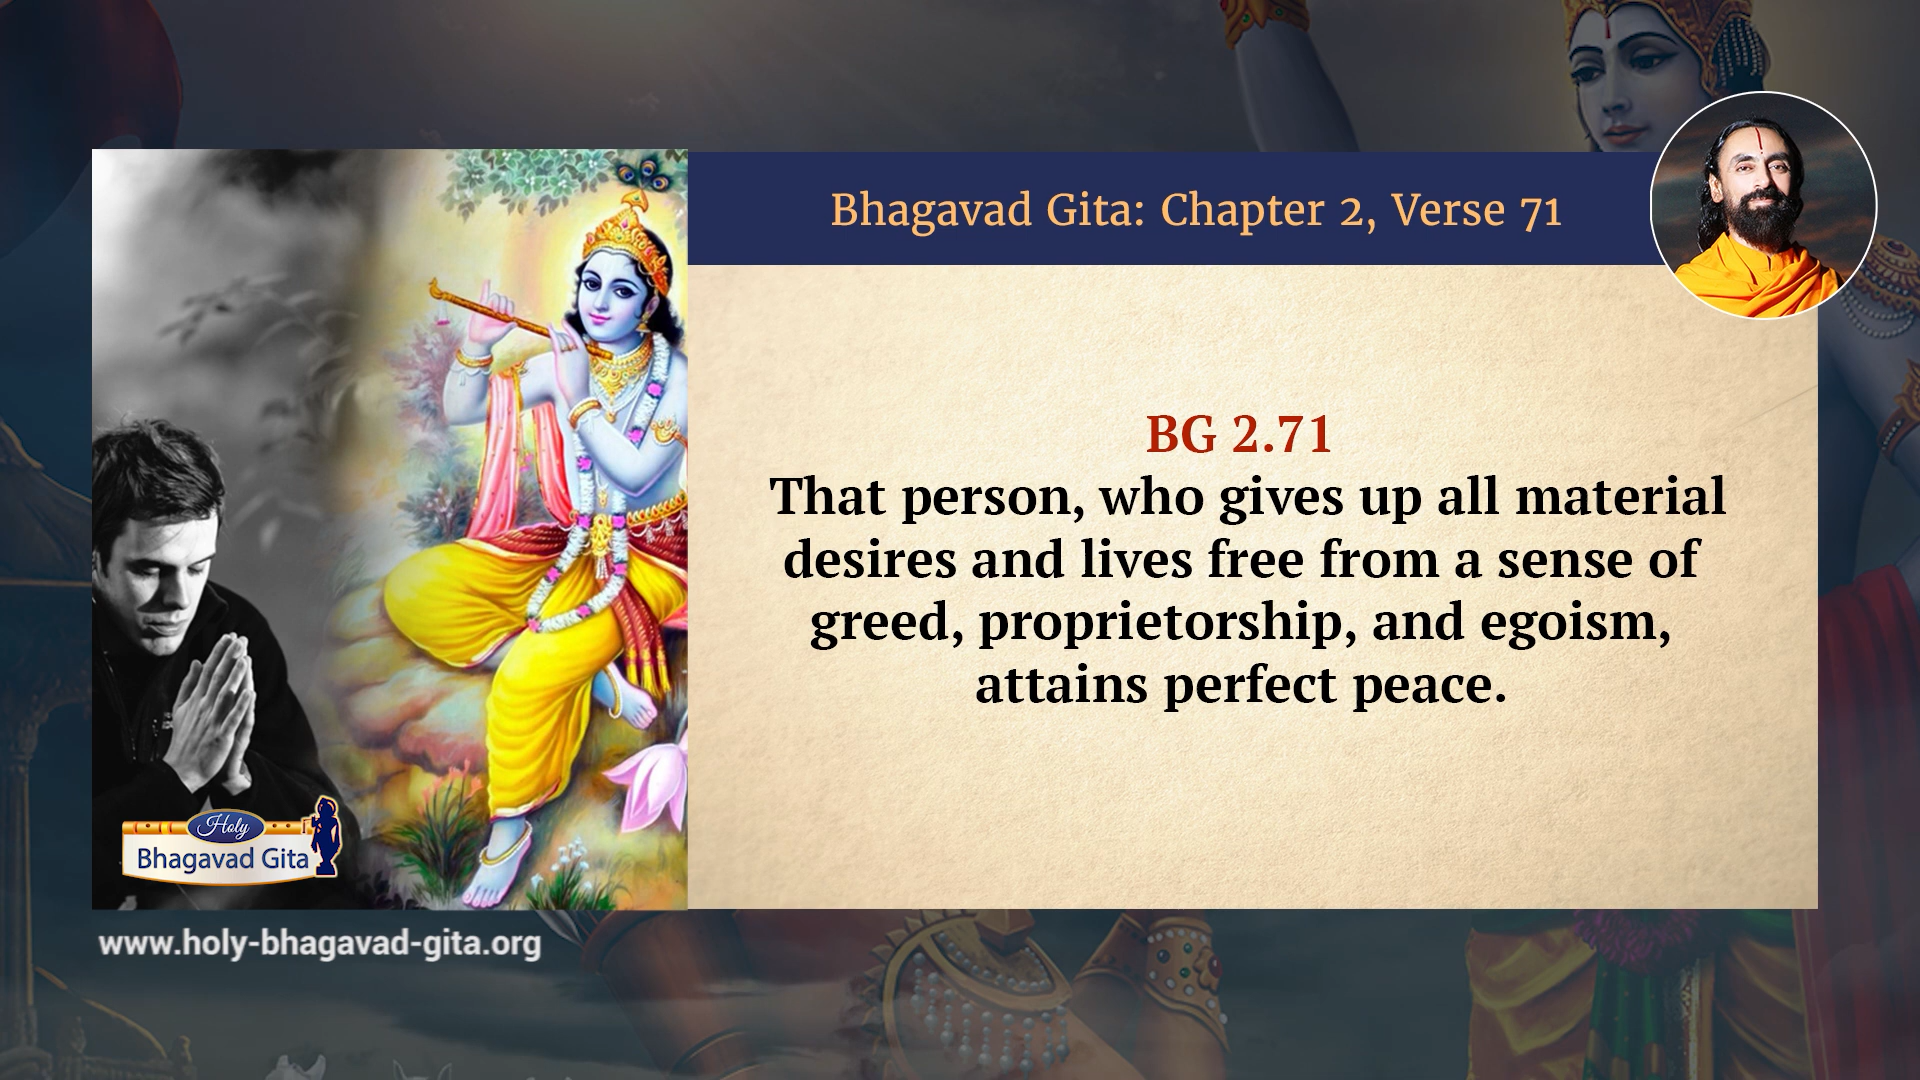 Bhagavad Gita: Chapter 2, Verse 71
BG 2.71
That person, who gives up all material
desires and lives free from a sense of
greed, proprietorship, and egoism,
attains perfect peace.
Holy
Bhagavad Gita
www.holy-bhagavad-gita.org